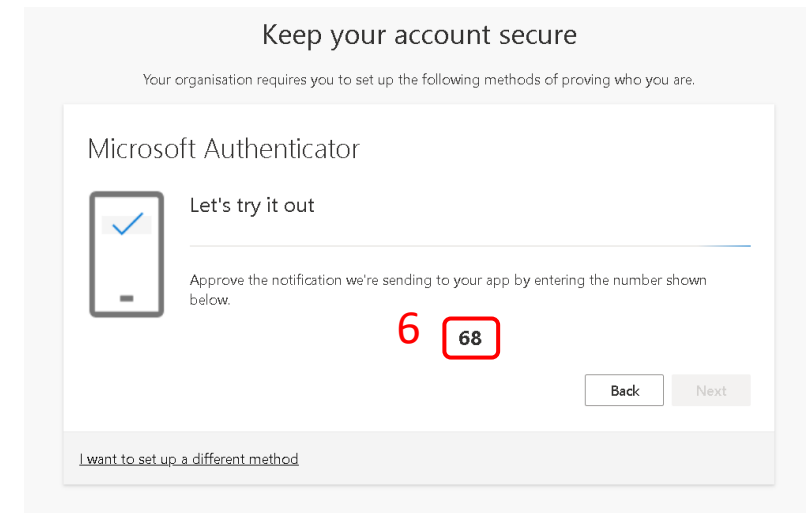 Keep your account secure
Your organisation requires you to set up the following methods of proving who you are.
Microsoft Authenticator
Let's try it out
Approve the notification we're sending to your app by entering the number shown
below.
6 68
Back Next
I want to set up a different method